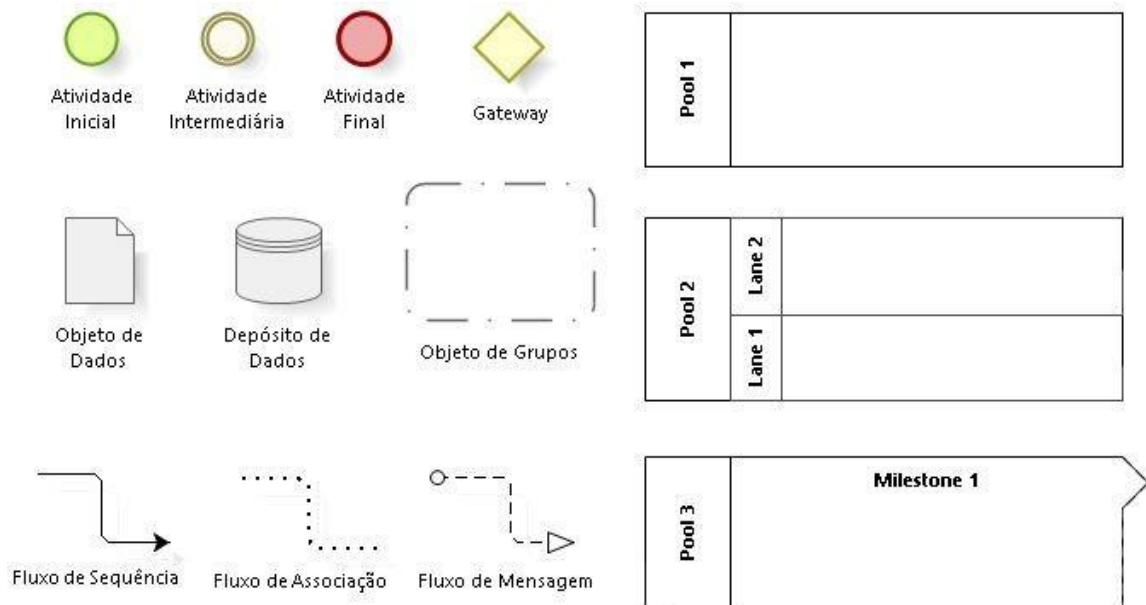 Atividade
Inicial
Atividade
Intermediária
Atividade
Final
Gateway
Pool 1
Objeto de
Dados
Depósito de
Dados
Objeto de Grupos
Pool 2
Lane 2
Lane 1
Fluxo de Sequência
Fluxo de Associação
Fluxo de Mensagem
Pool 3
Milestone 1